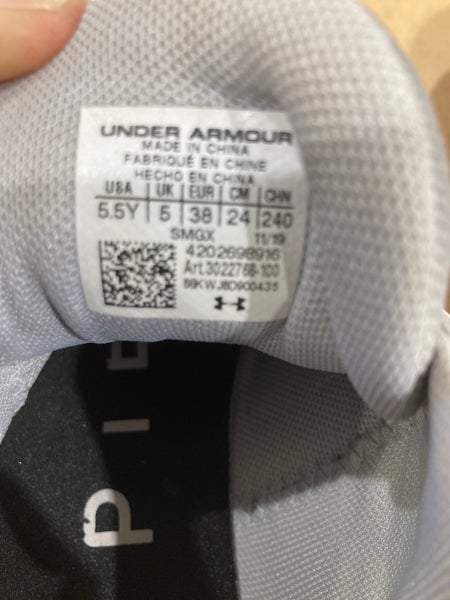 UNDER ARMOUR
MADE IN CHINA
FABRIQUÉ EN CHINE
HECHO EN CHINA
USA UK EUR CM CHN
5.5Y 5 38 24 240
SMGX 11/19
4202698916
Art.3022768-100